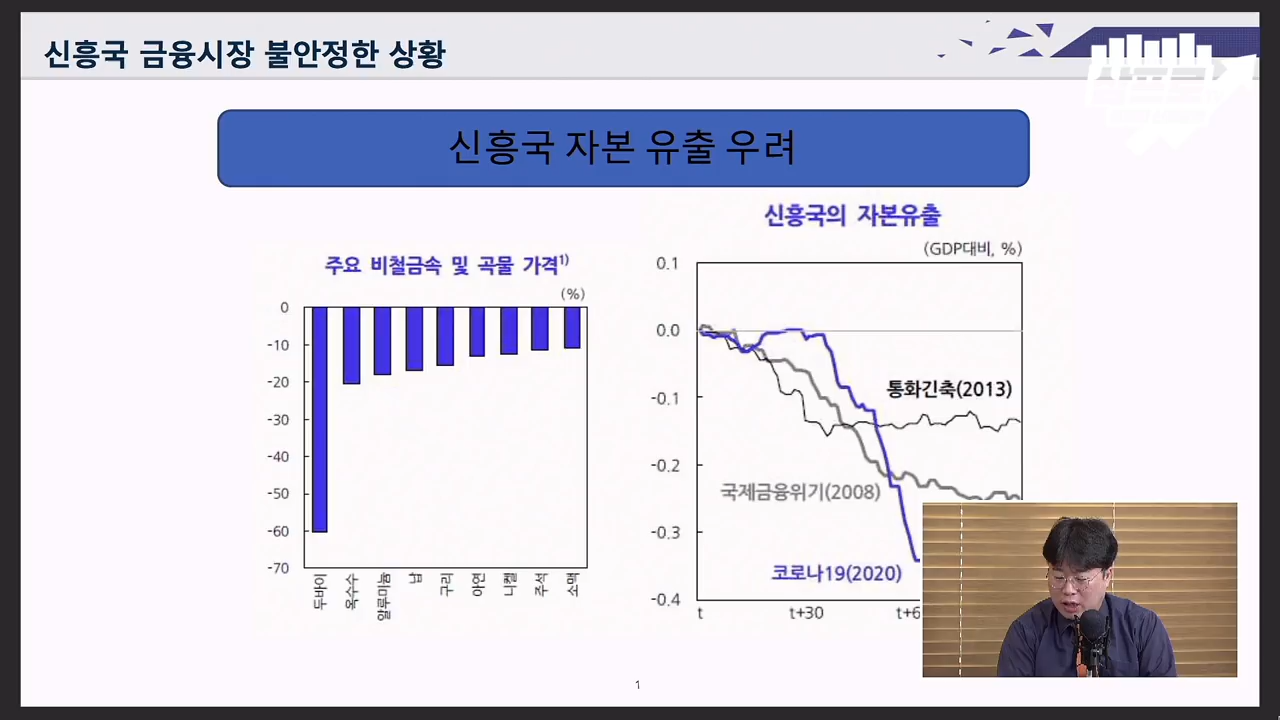 신흥국 금융시장 불안정한 상황
신흥국 자본 유출 우려
주요 비철금속 및 곡물 가격1)
(%)
0
-10
-20
-30
-40
-50
-60
-70
두바이
옥수수
알루미늄
납
구리
아연
니켈
주석
소맥
신흥국의 자본유출
(GDP대비, %)
0.1
0.0
-0.1
-0.2
-0.3
-0.4
통화긴축(2013)
국제금융위기(2008)
코로나19(2020)
t
t+30
t+6
1